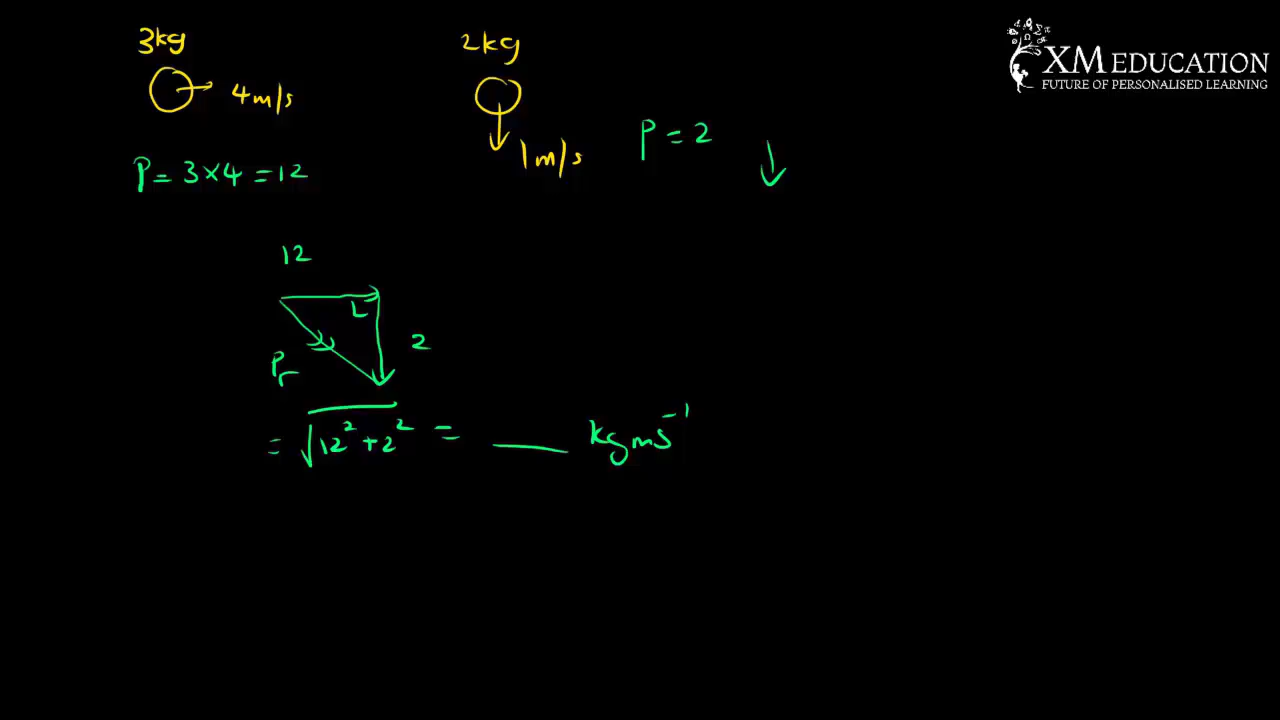 3kg
2kg
XM EDUCATION
FUTURE OF PERSONALISED LEARNING
4m/s
1m/s
P = 2
P = 3×4 = 12
12
2
Pr
= √12² + 2² = ___ kgms⁻¹